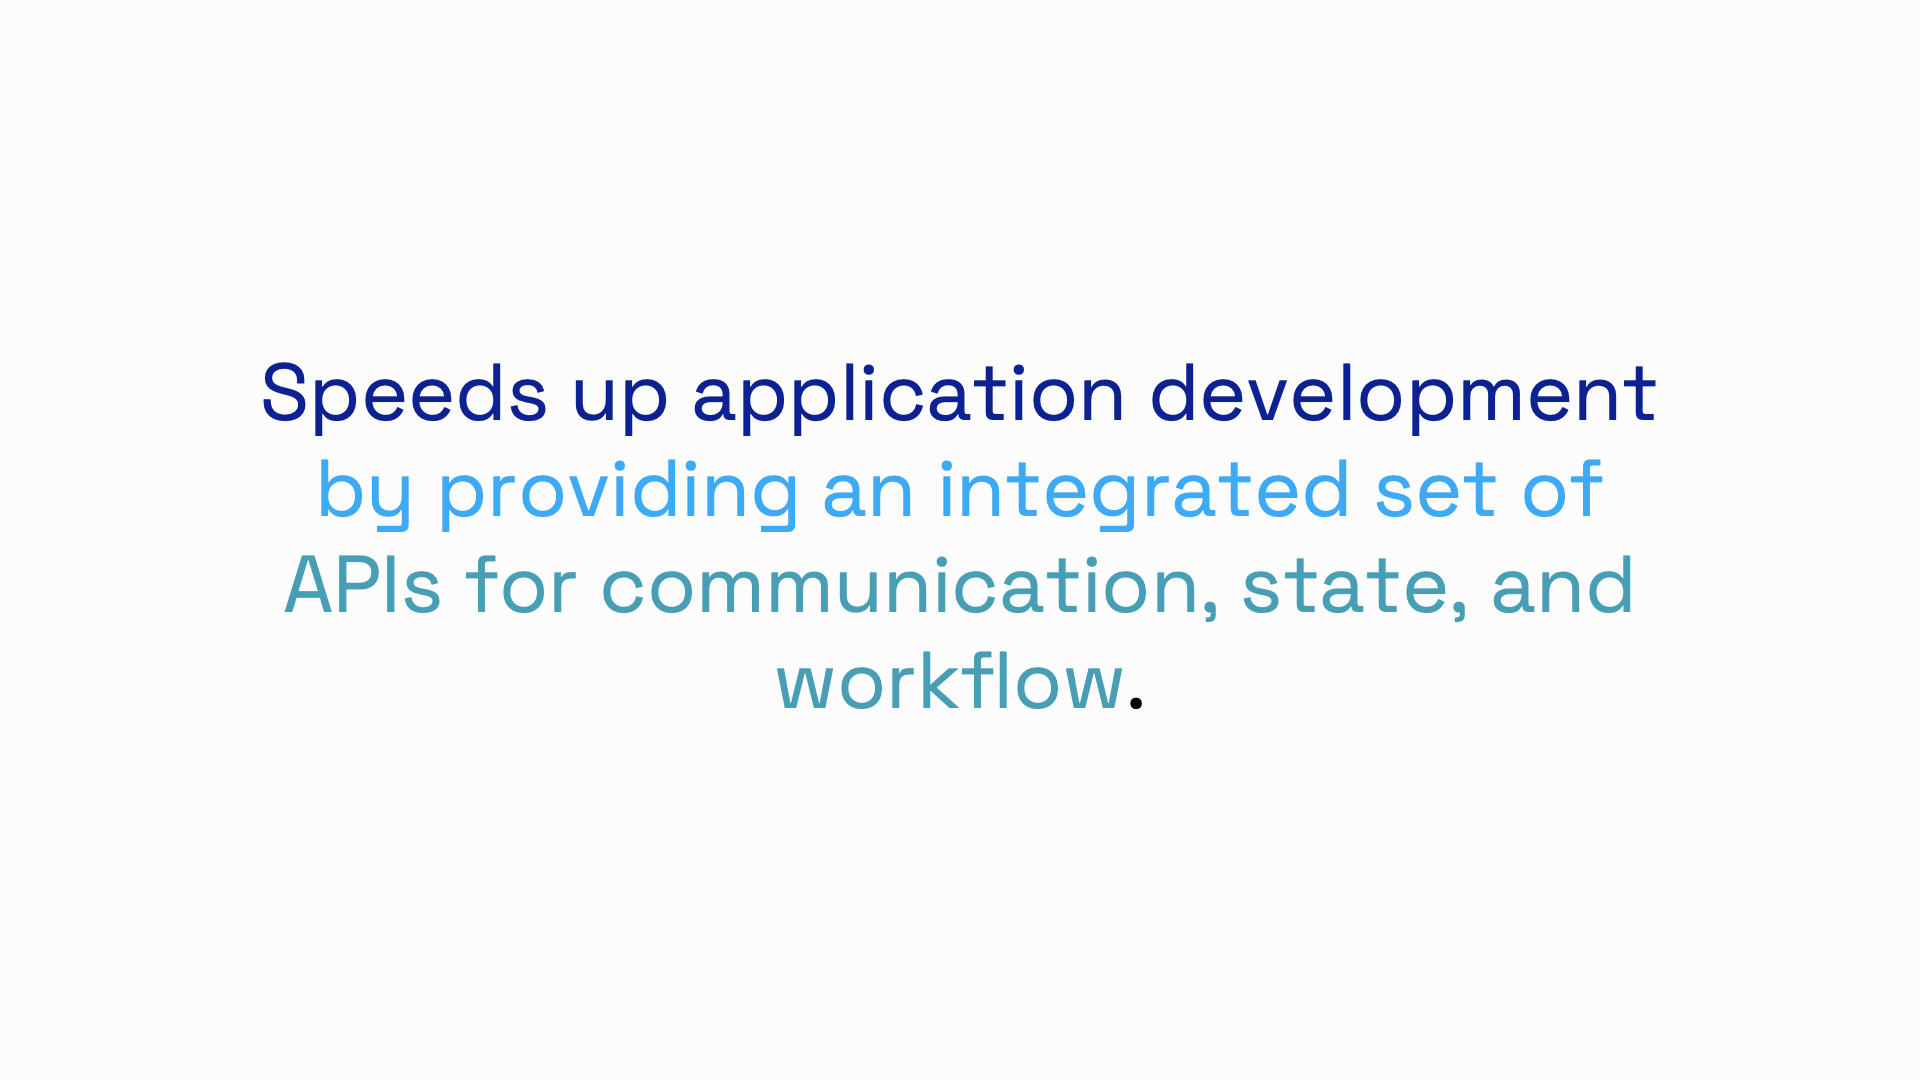 Speeds up application development
by providing an integrated set of
APIs for communication, state, and
workflow.